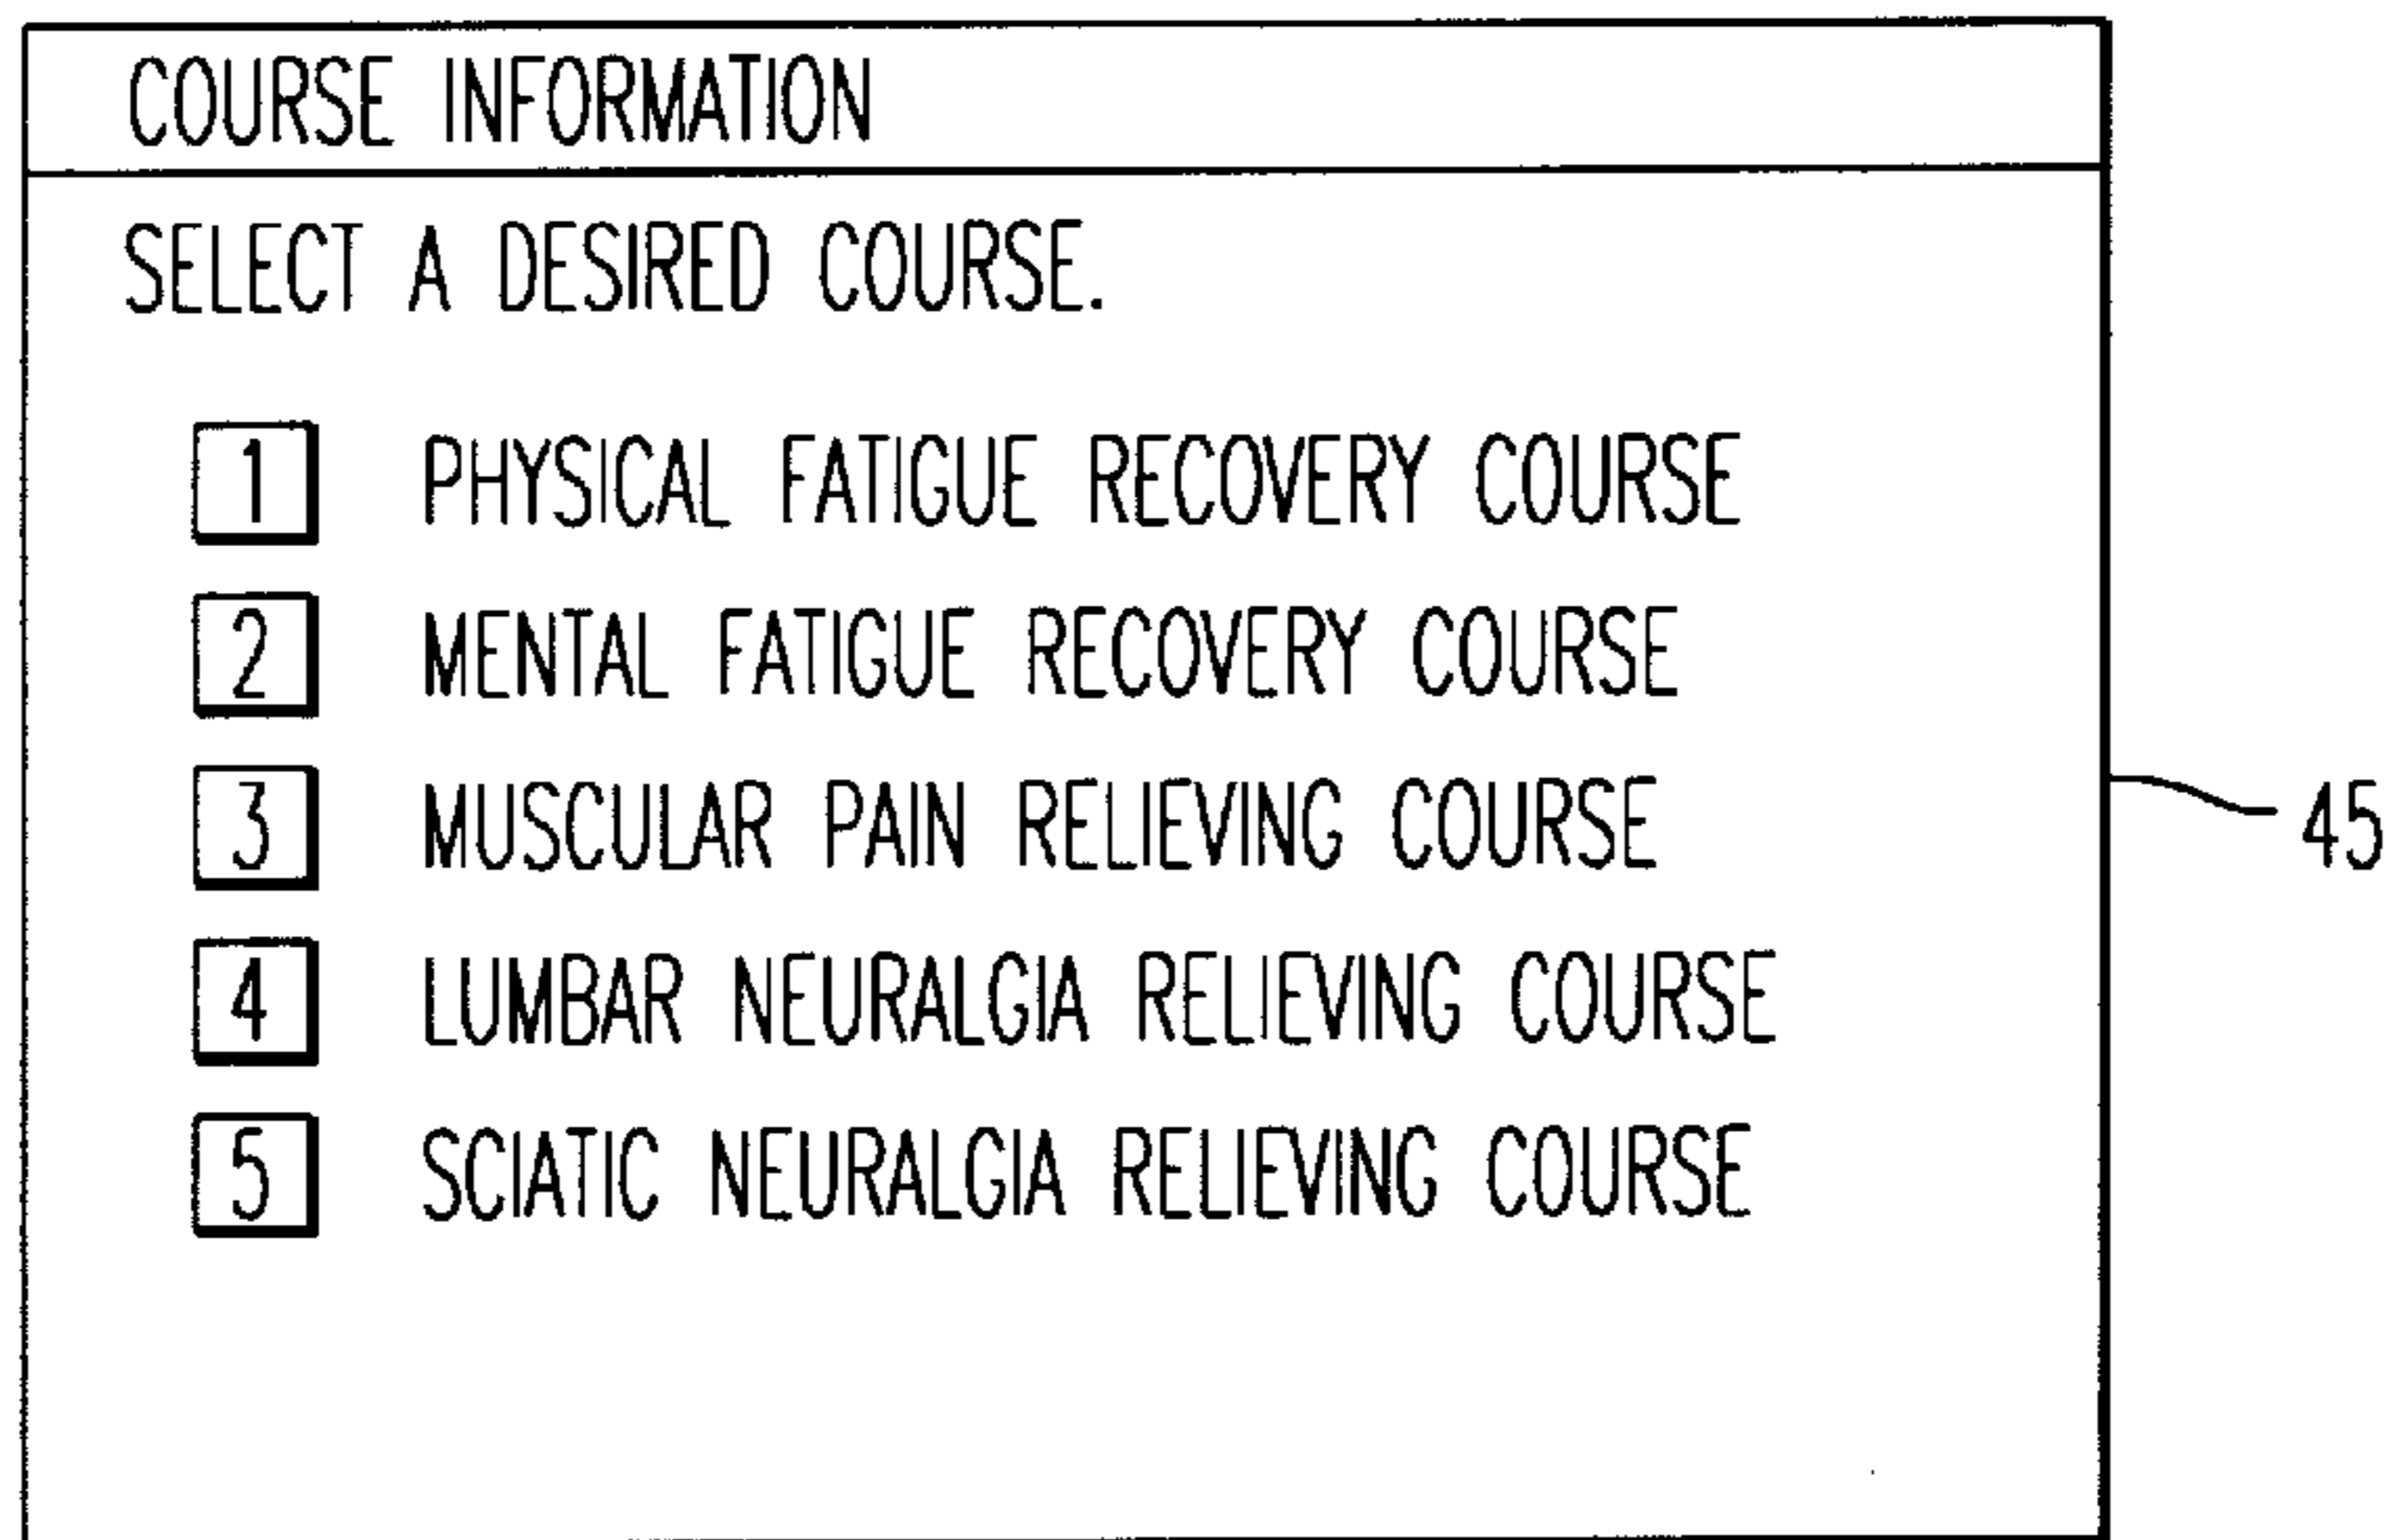 COURSE INFORMATION
SELECT A DESIRED COURSE.
1 PHYSICAL FATIGUE RECOVERY COURSE
2 MENTAL FATIGUE RECOVERY COURSE
3 MUSCULAR PAIN RELIEVING COURSE
45
4 LUMBAR NEURALGIA RELIEVING COURSE
5 SCIATIC NEURALGIA RELIEVING COURSE